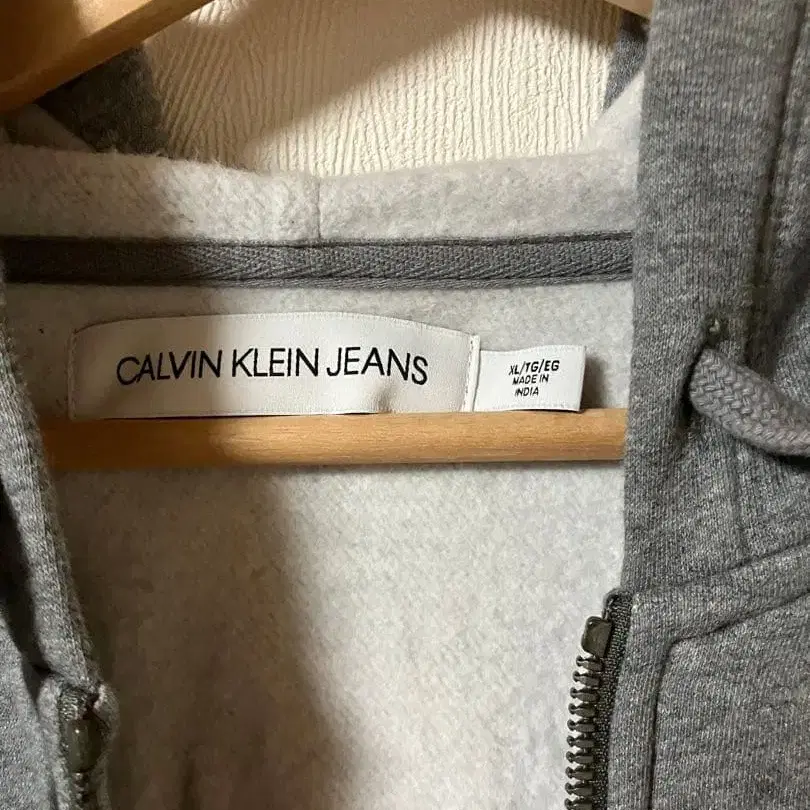 CALVIN KLEIN JEANS
XL/TG/EG
MADE IN
INDIA